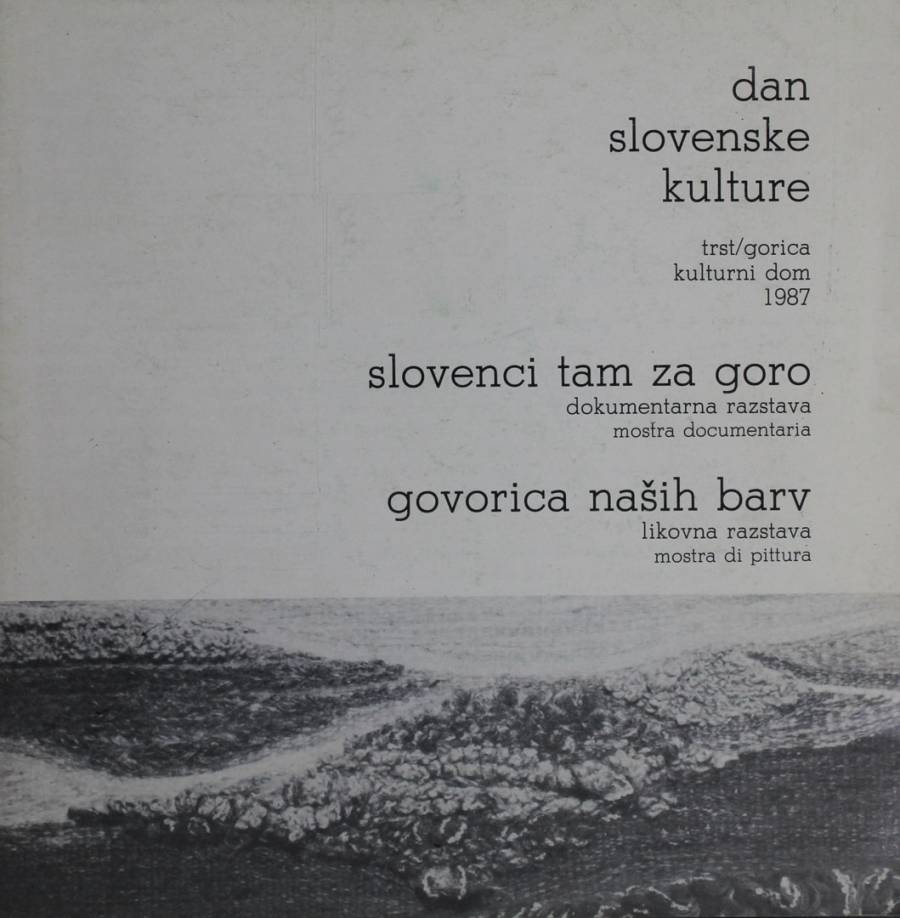 dan
slovenske
kulture
trst/gorica
kulturni dom
1987
slovenci tam za goro
dokumentarna razstava
mostra documentaria
govorica naših barv
likovna razstava
mostra di pittura